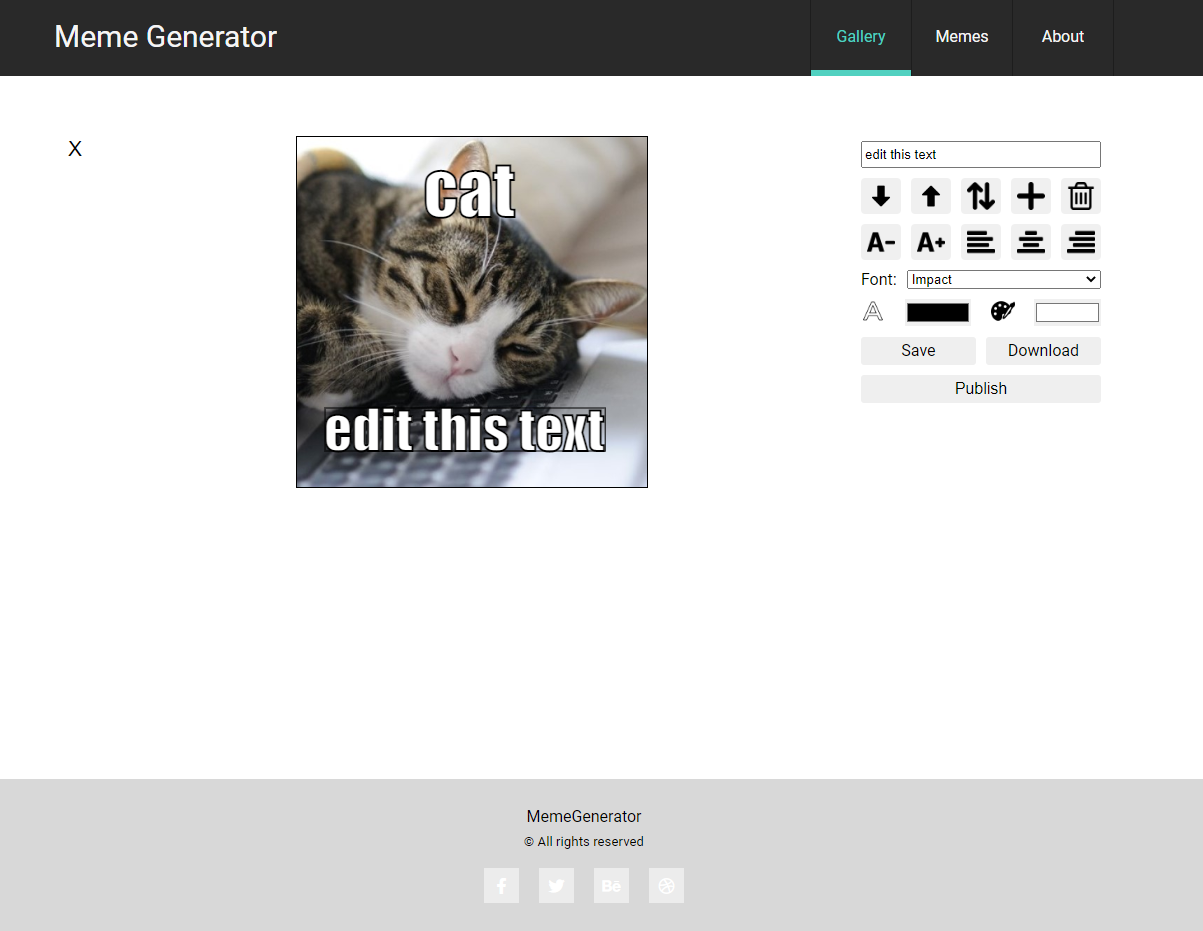 Meme Generator
Gallery
Memes
About
X
cat
edit this text
edit this text
A-
A+
Font:
Impact
A
Save
Download
Publish
MemeGenerator
© All rights reserved
f
Bē